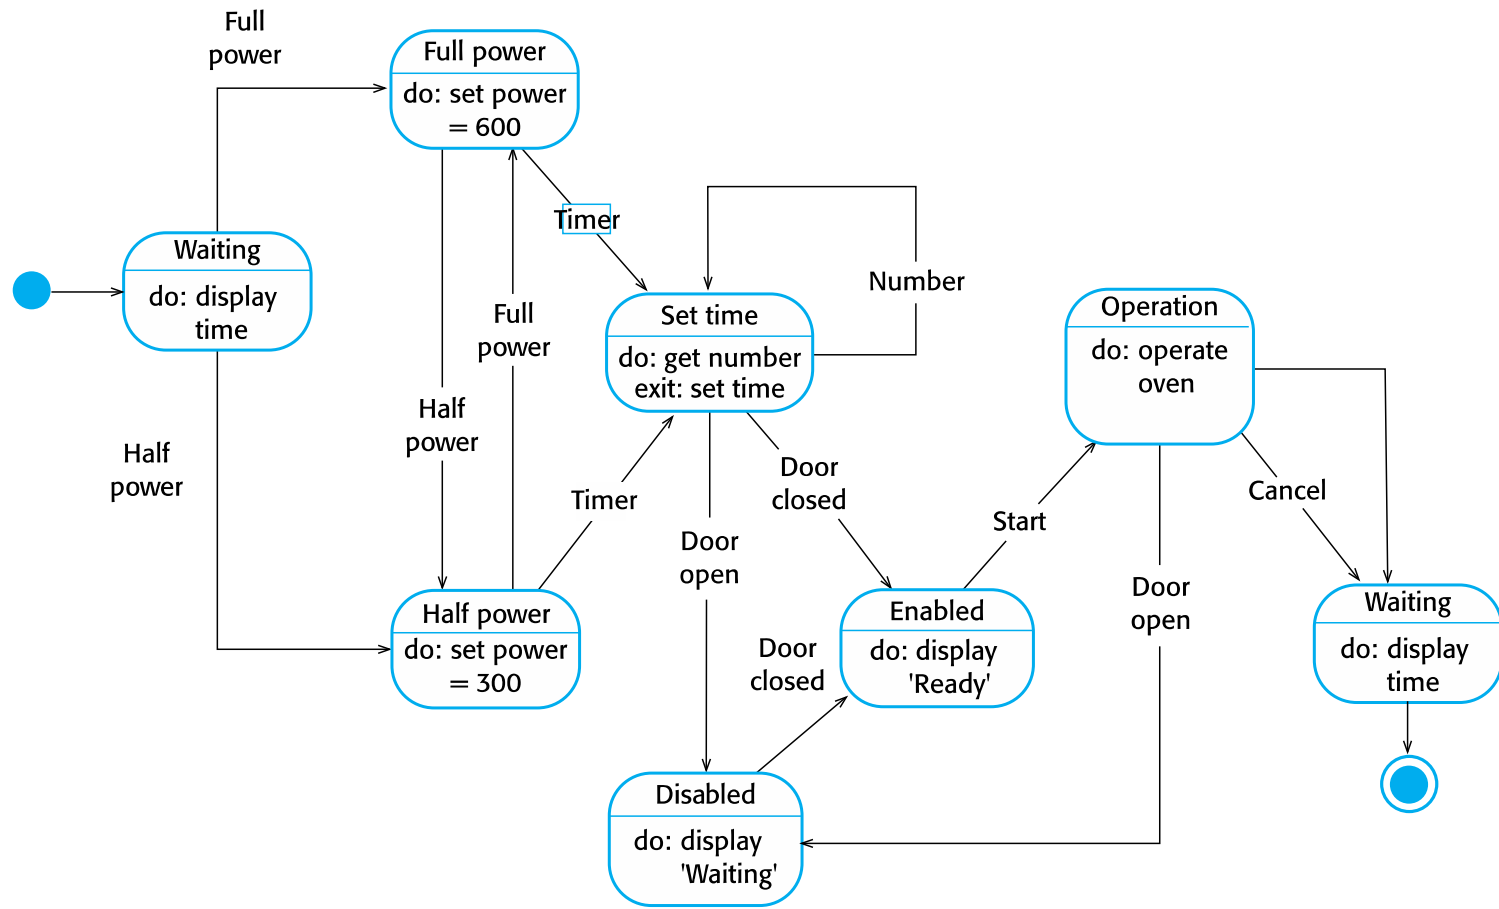 Full
power
Full power
do: set power
= 600
Timer
Waiting
do: display
time
Number
Full
power
Set time
do: get number
exit: set time
Operation
do: operate
oven
Half
power
Half
power
Timer
Door
closed
Cancel
Start
Door
open
Door
open
Half power
do: set power
= 300
Enabled
do: display
'Ready'
Waiting
do: display
time
Door
closed
Disabled
do: display
'Waiting'